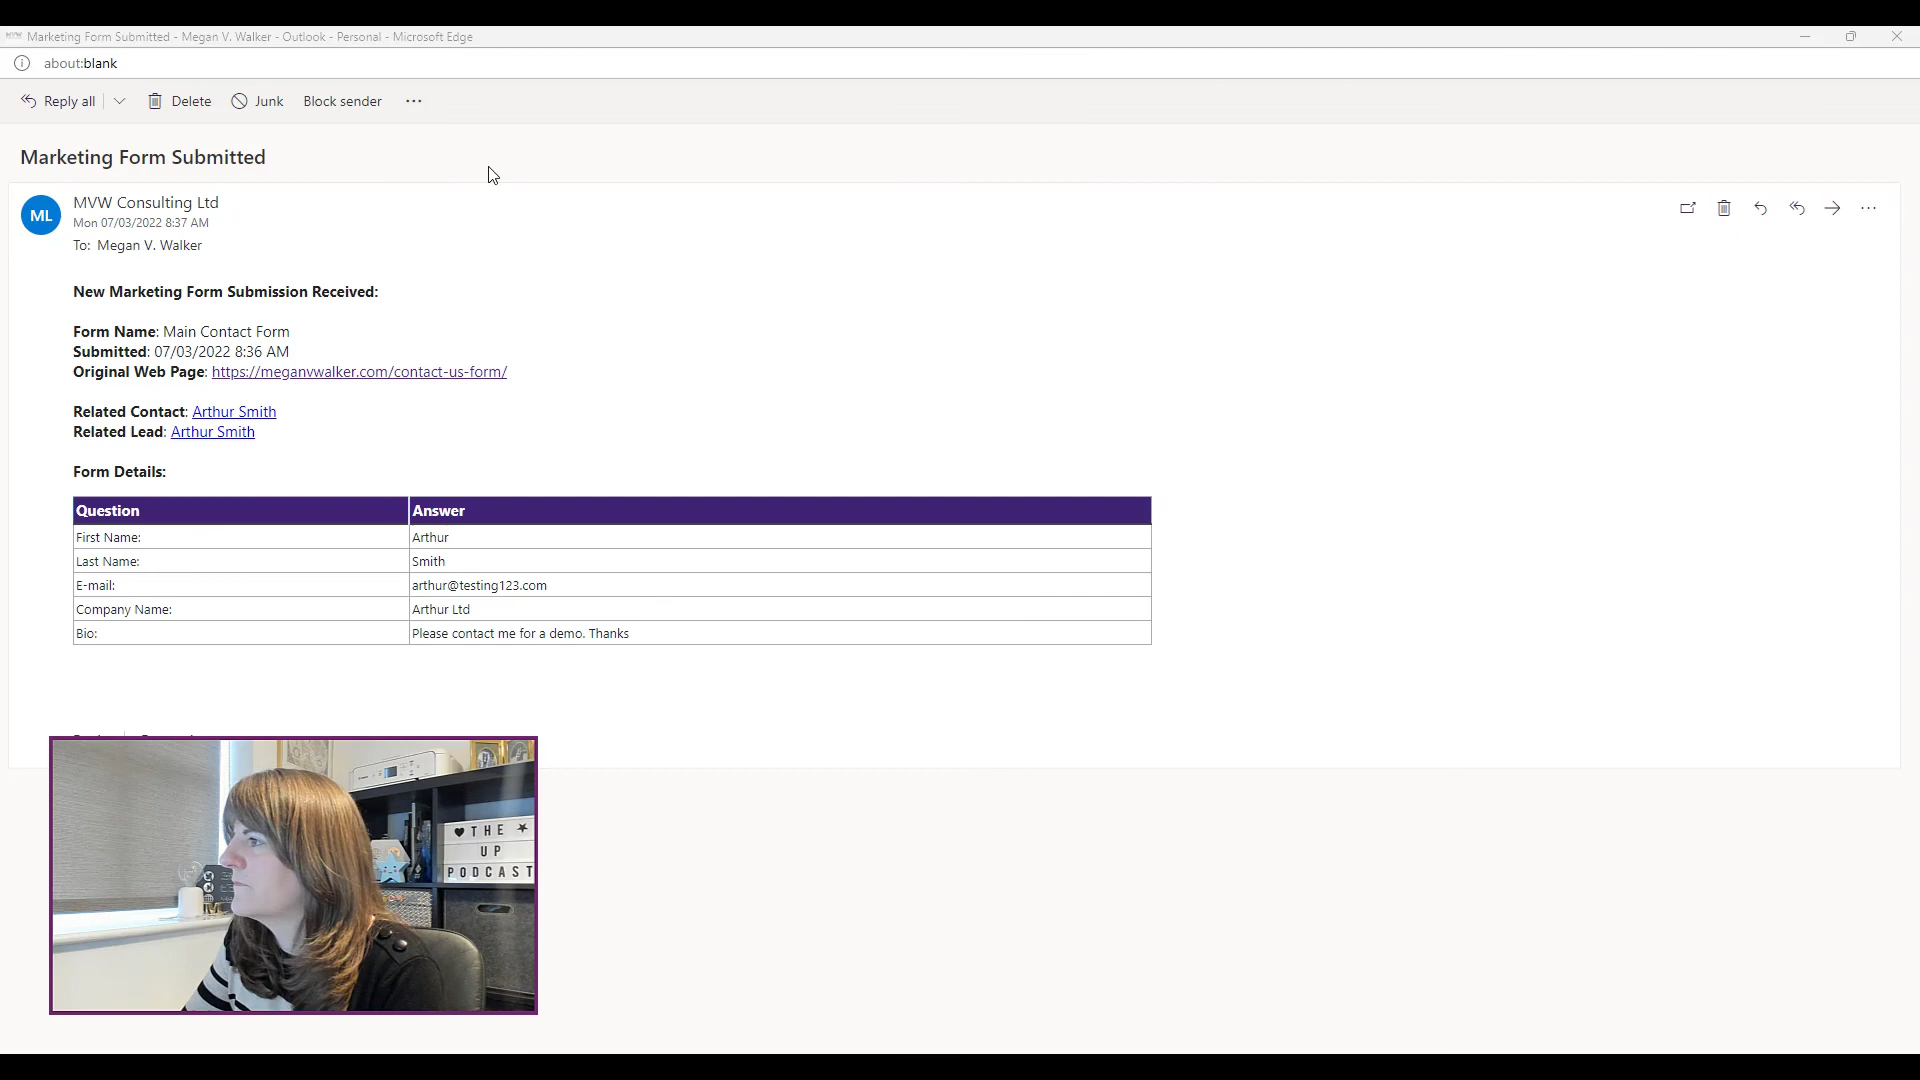 Marketing Form Submitted - Megan V. Walker - Outlook - Personal - Microsoft Edge
about:blank
Reply all Delete Junk Block sender ...
Marketing Form Submitted
ML
MVW Consulting Ltd
Mon 07/03/2022 8:37 AM
To: Megan V. Walker
New Marketing Form Submission Received:
Form Name: Main Contact Form
Submitted: 07/03/2022 8:36 AM
Original Web Page: https://meganvwalker.com/contact-us-form/
Related Contact: Arthur Smith
Related Lead: Arthur Smith
Form Details:
Question Answer
First Name: Arthur
Last Name: Smith
E-mail: arthur@testing123.com
Company Name: Arthur Ltd
Bio: Please contact me for a demo. Thanks
THE
UP
PODCAST